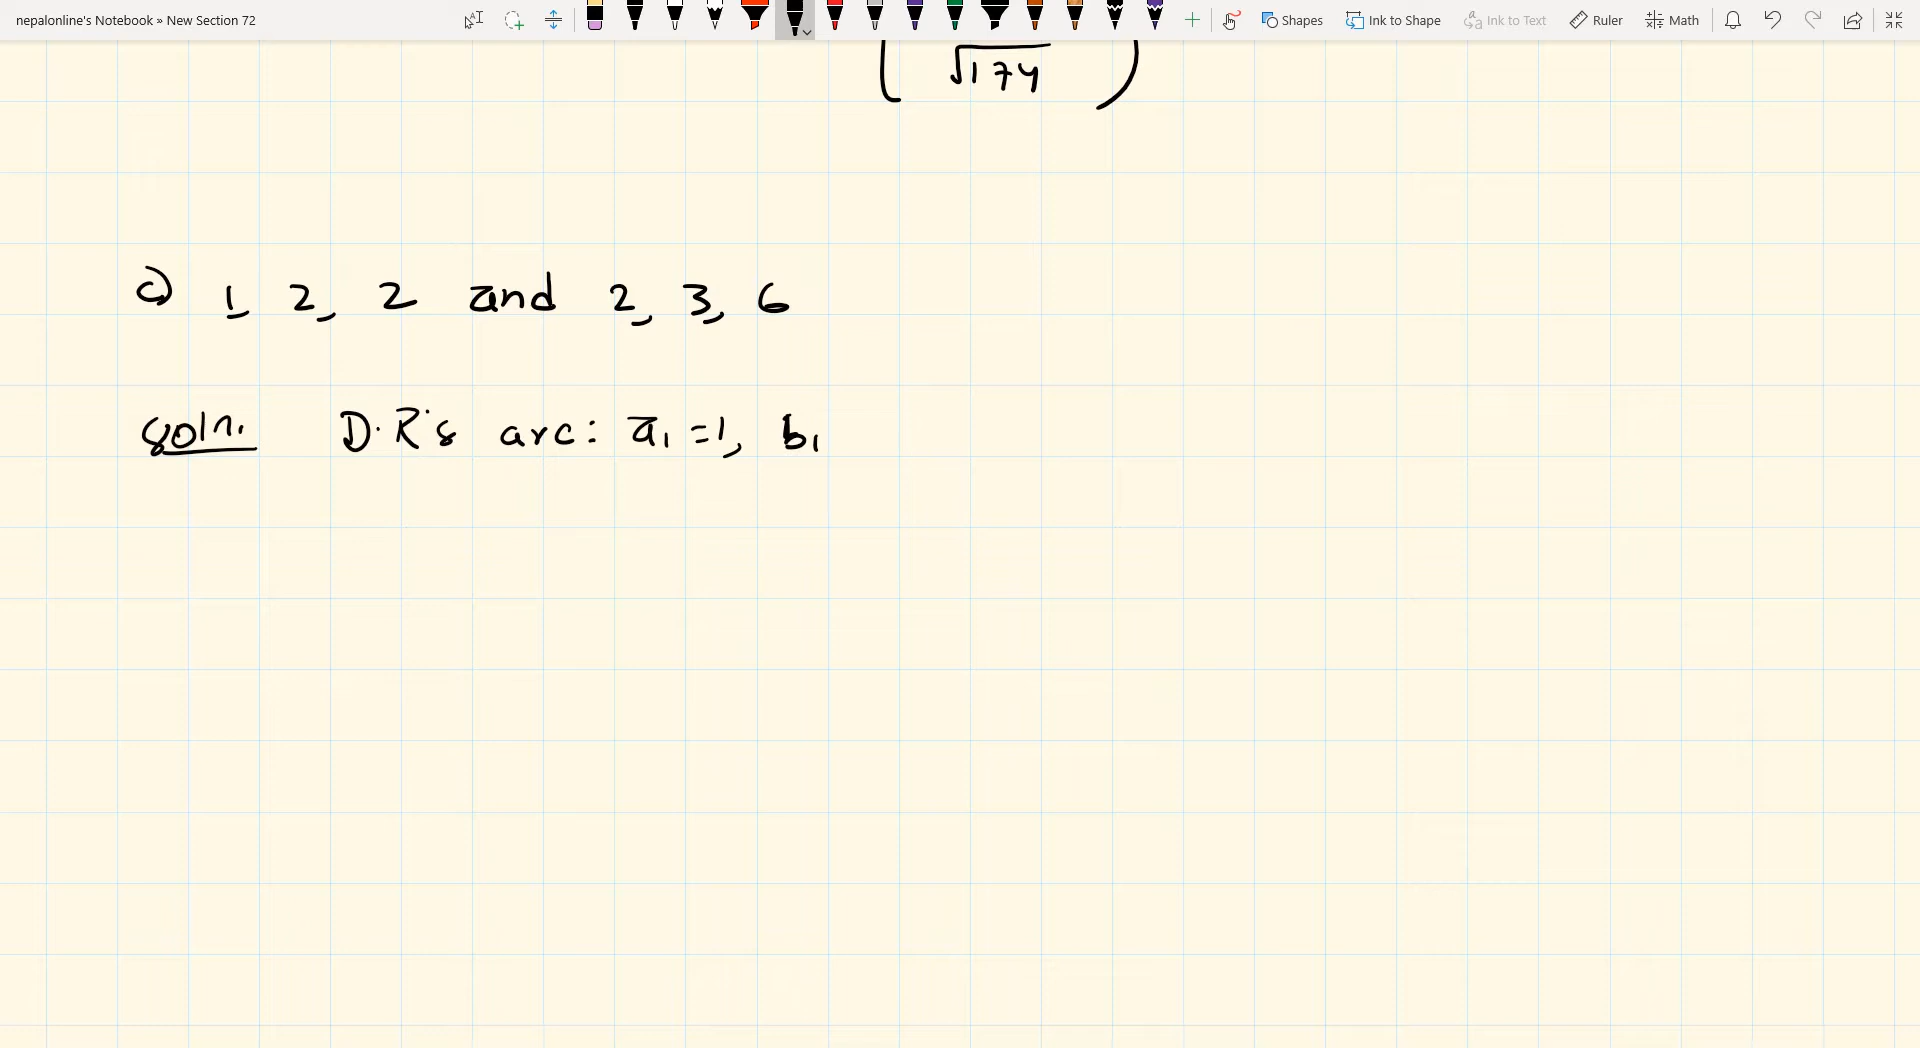 nepalonline's Notebook » New Section 72 Shapes Ink to Shape Ink to Text Ruler Math
√174
c) 1, 2, 2 and 2, 3, 6
soln. D.R's are: a₁ = 1, b₁